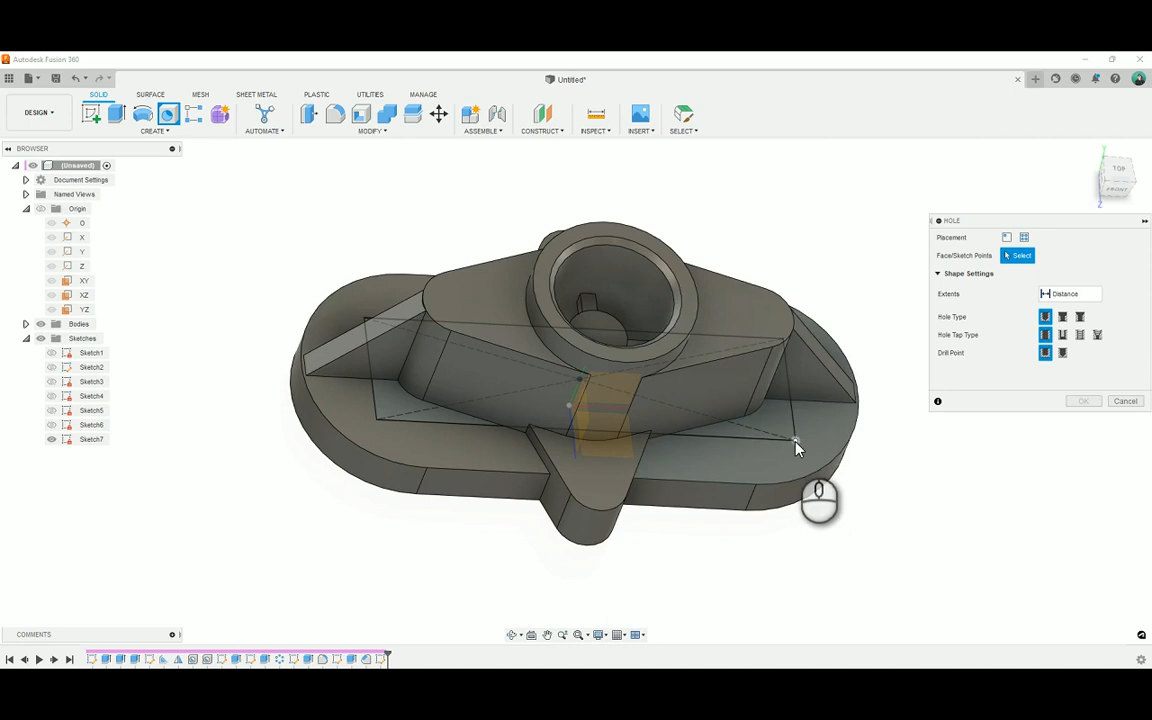 Autodesk Fusion 360
Untitled*
DESIGN
SOLID
SURFACE
MESH
SHEET METAL
PLASTIC
UTILITIES
MANAGE
CREATE
AUTOMATE
MODIFY
ASSEMBLE
CONSTRUCT
INSPECT
INSERT
SELECT
BROWSER
(Unsaved)
Document Settings
Named Views
Origin
O
X
Y
Z
XY
XZ
YZ
Bodies
Sketches
Sketch1
Sketch2
Sketch3
Sketch4
Sketch5
Sketch6
Sketch7
TOP
FRONT
Y
Z
HOLE
Placement
Face/Sketch Points
Select
Shape Settings
Extents
Distance
Hole Type
Hole Tap Type
Drill Point
OK
Cancel
COMMENTS